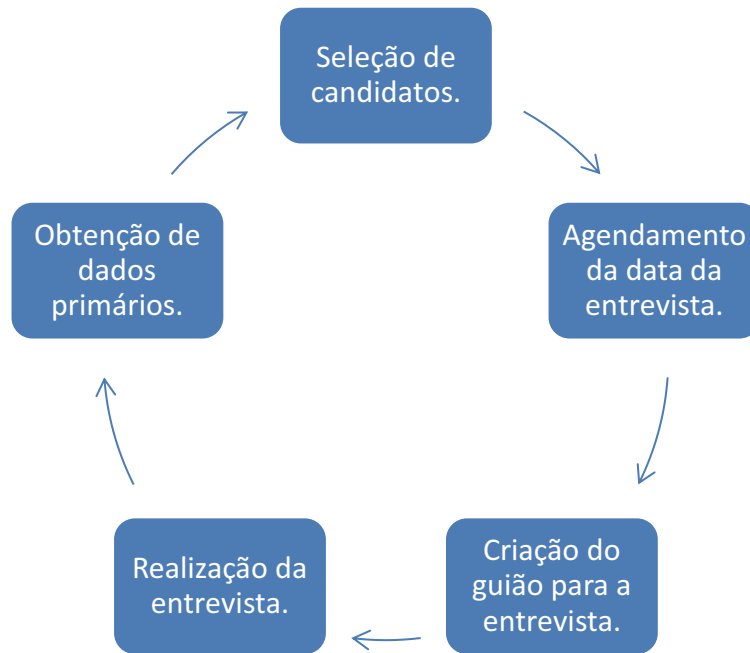 Seleção de
candidatos.
Agendamento
da data da
entrevista.
Criação do
guião para a
entrevista.
Realização da
entrevista.
Obtenção de
dados
primários.